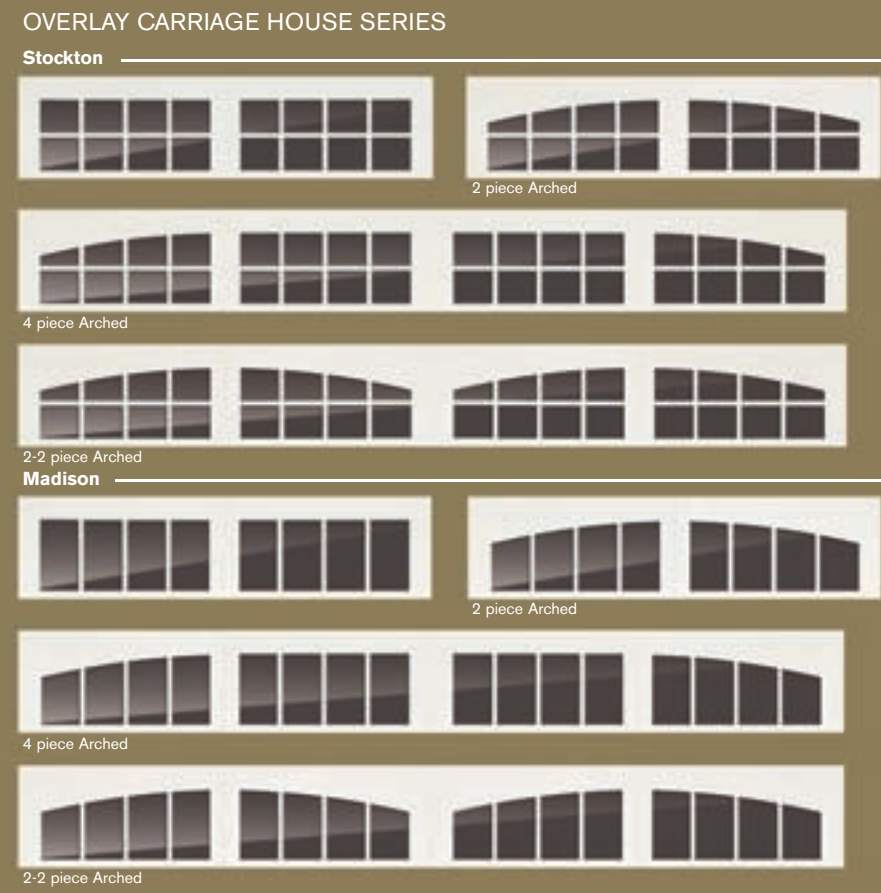 OVERLAY CARRIAGE HOUSE SERIES
Stockton
2 piece Arched
4 piece Arched
2-2 piece Arched
Madison
2 piece Arched
4 piece Arched
2-2 piece Arched